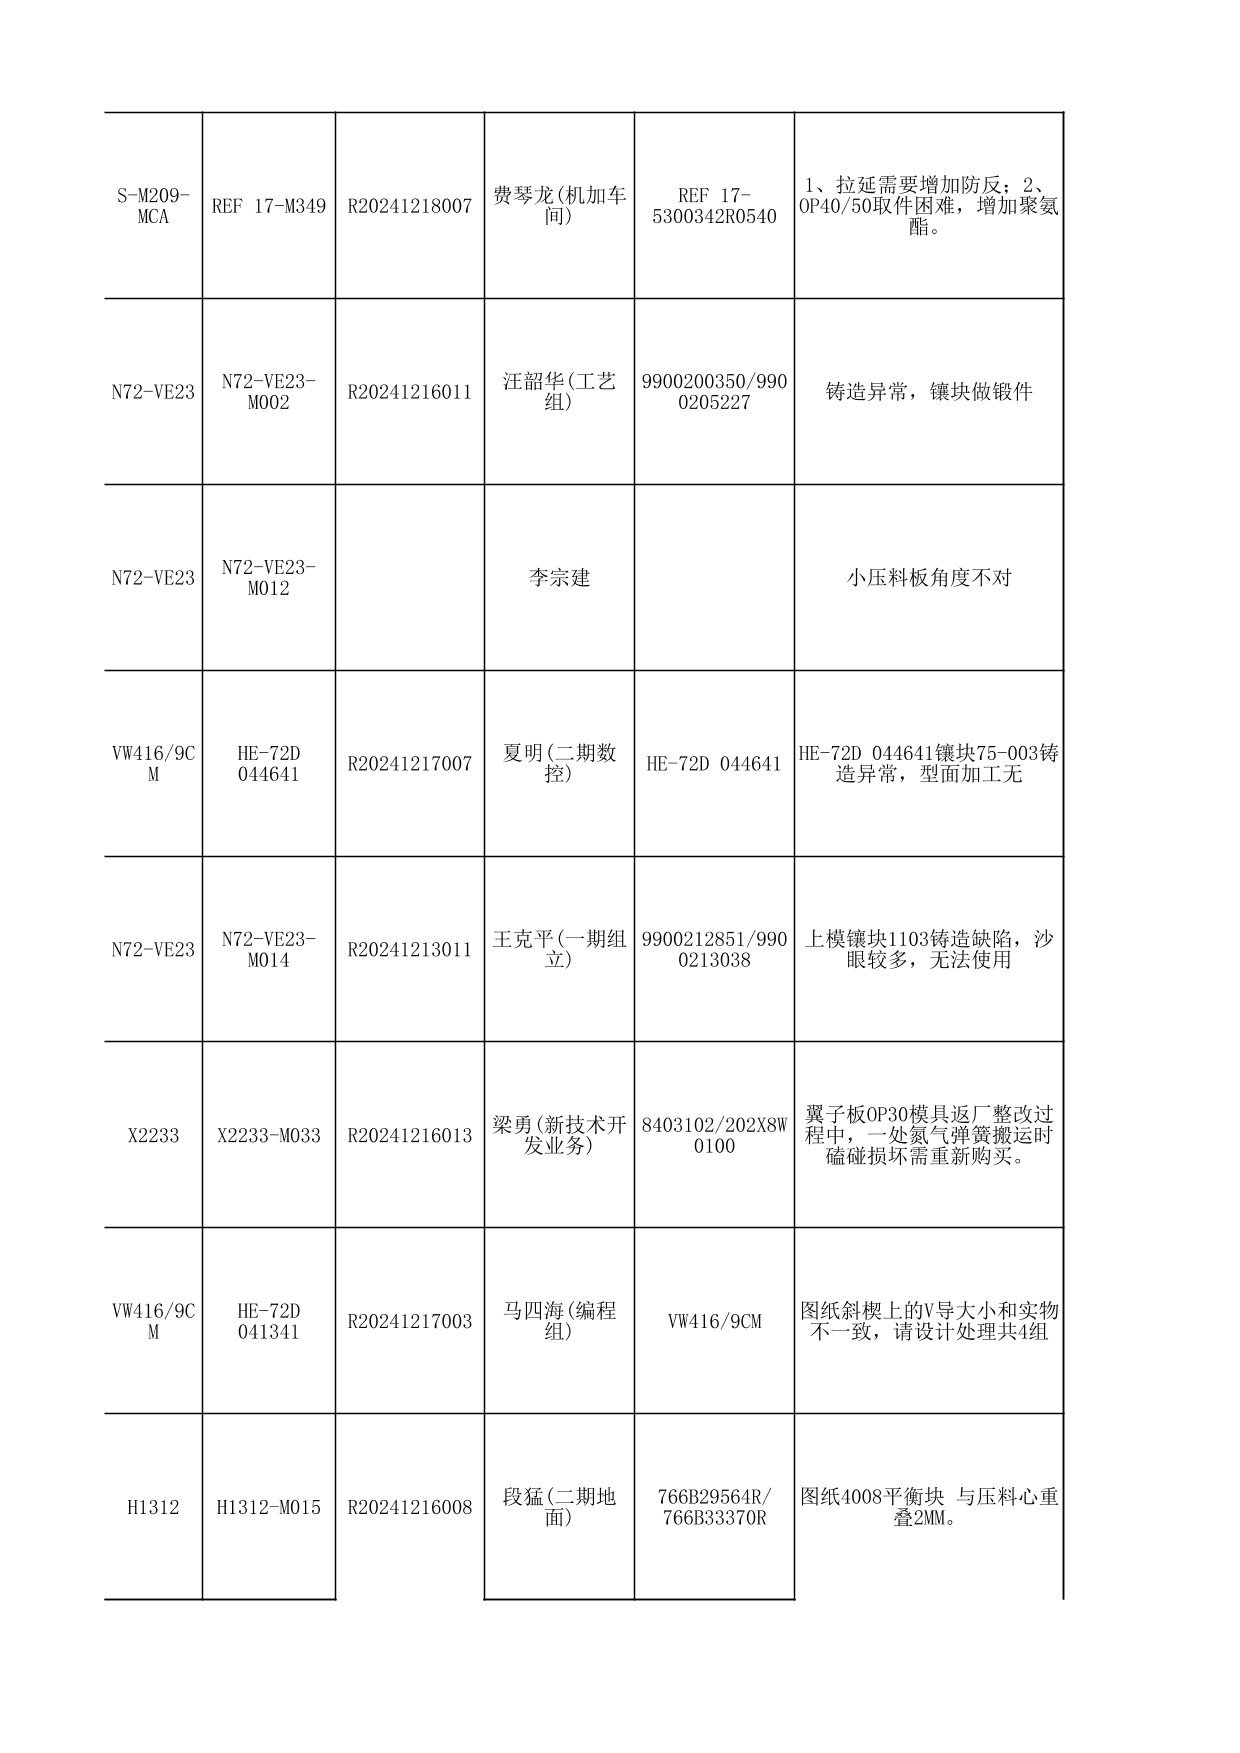 S-M209-
MCA
REF 17-M349
R20241218007
费琴龙(机加车
间)
REF 17-
5300342R0540
1、拉延需要增加防反；2、
OP40/50取件困难，增加聚氨
酯。
N72-VE23
N72-VE23-
M002
R20241216011
汪韶华(工艺
组)
9900200350/990
0205227
铸造异常，镶块做锻件
N72-VE23
N72-VE23-
M012
李宗建
小压料板角度不对
VW416/9C
M
HE-72D
044641
R20241217007
夏明(二期数
控)
HE-72D 044641
HE-72D 044641镶块75-003铸
造异常，型面加工无
N72-VE23
N72-VE23-
M014
R20241213011
王克平(一期组
立)
9900212851/990
0213038
上模镶块1103铸造缺陷，沙
眼较多，无法使用
X2233
X2233-M033
R20241216013
梁勇(新技术开
发业务)
8403102/202X8W
0100
翼子板OP30模具返厂整改过
程中，一处氮气弹簧搬运时
磕碰损坏需重新购买。
VW416/9C
M
HE-72D
041341
R20241217003
马四海(编程
组)
VW416/9CM
图纸斜楔上的V导大小和实物
不一致，请设计处理共4组
H1312
H1312-M015
R20241216008
段猛(二期地
面)
766B29564R/
766B33370R
图纸4008平衡块 与压料心重
叠2MM。